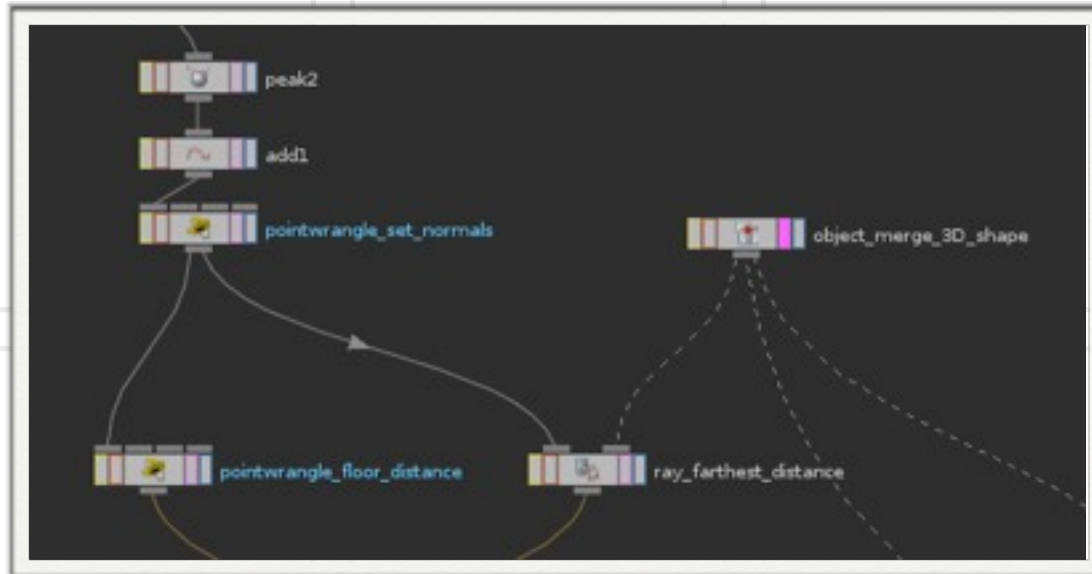 peak2
add1
pointwrangle_set_normals
object_merge_3D_shape
pointwrangle_floor_distance
ray_farthest_distance